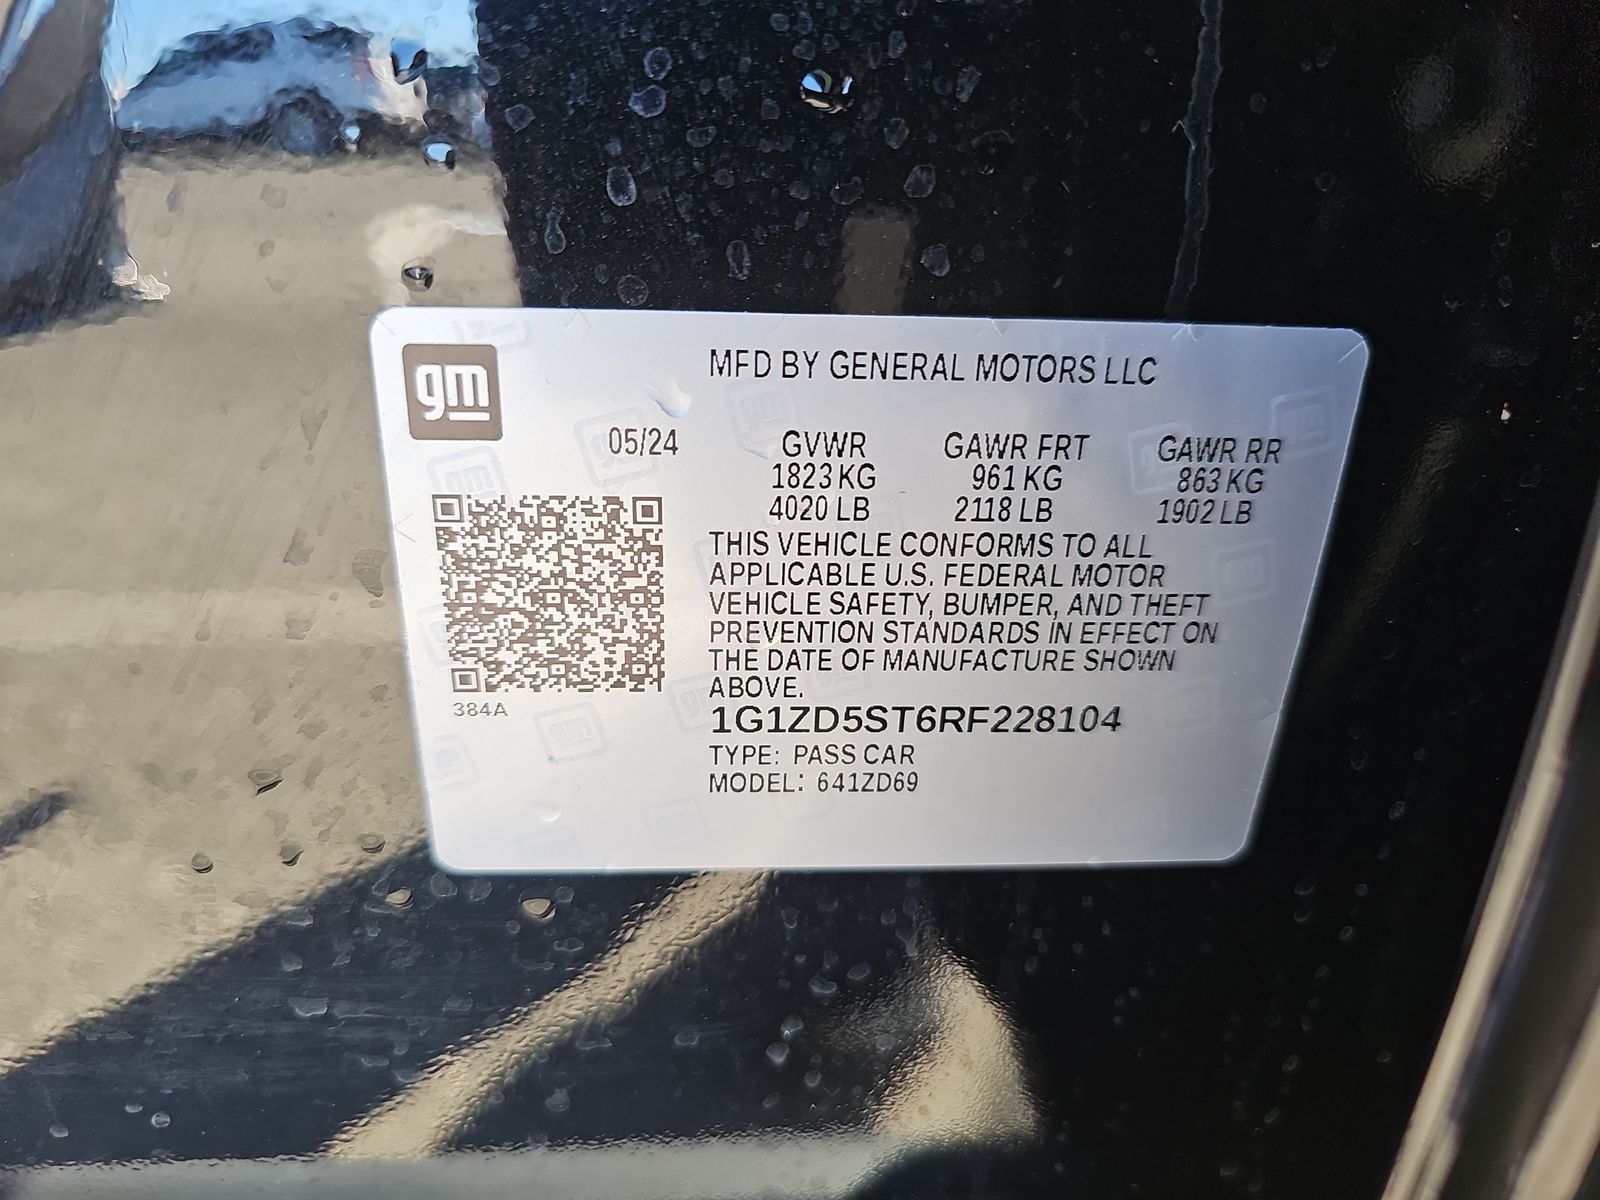 gm
MFD BY GENERAL MOTORS LLC
05/24 GVWR GAWR FRT GAWR RR
1823 KG 961 KG 863 KG
4020 LB 2118 LB 1902 LB
THIS VEHICLE CONFORMS TO ALL
APPLICABLE U.S. FEDERAL MOTOR
VEHICLE SAFETY, BUMPER, AND THEFT
PREVENTION STANDARDS IN EFFECT ON
THE DATE OF MANUFACTURE SHOWN
ABOVE.
384A
1G1ZD5ST6RF228104
TYPE: PASS CAR
MODEL: 641ZD69